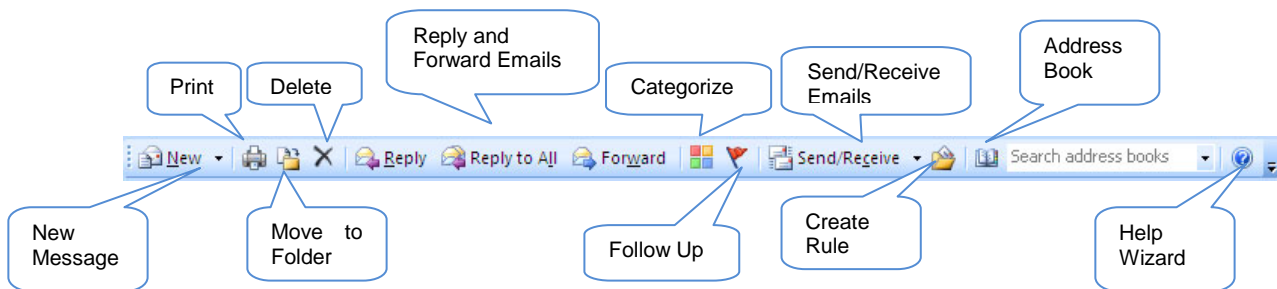 Reply and
Forward Emails
Address
Book
Print
Delete
Categorize
Send/Receive
Emails
New
Reply
Reply to All
Forward
Send/Receive
Search address books
New
Message
Move to
Folder
Follow Up
Create
Rule
Help
Wizard